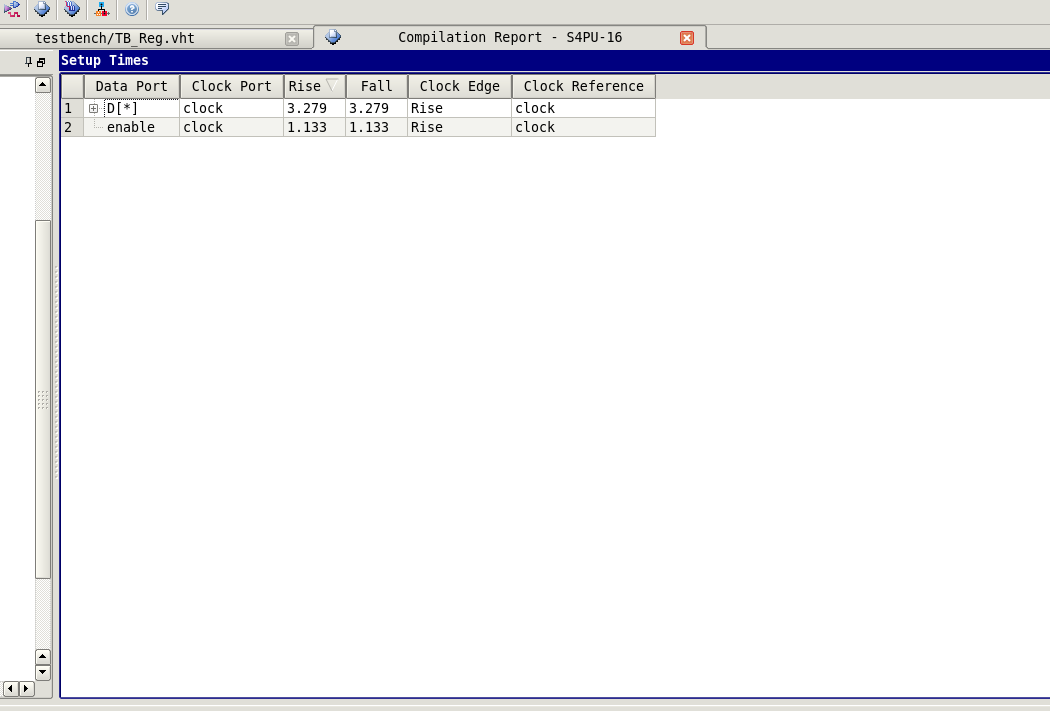 testbench/TB_Reg.vht
Compilation Report - S4PU-16
Setup Times
Data Port Clock Port Rise Fall Clock Edge Clock Reference
1 D[*] clock 3.279 3.279 Rise clock
2 enable clock 1.133 1.133 Rise clock